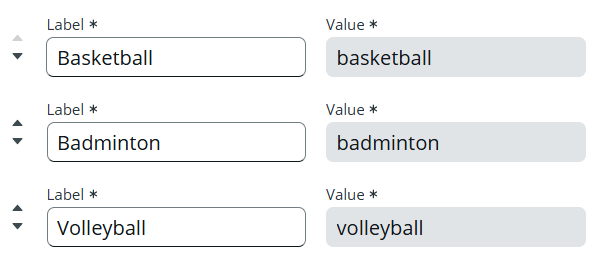 Label * Value *
Basketball basketball
Label * Value *
Badminton badminton
Label * Value *
Volleyball volleyball